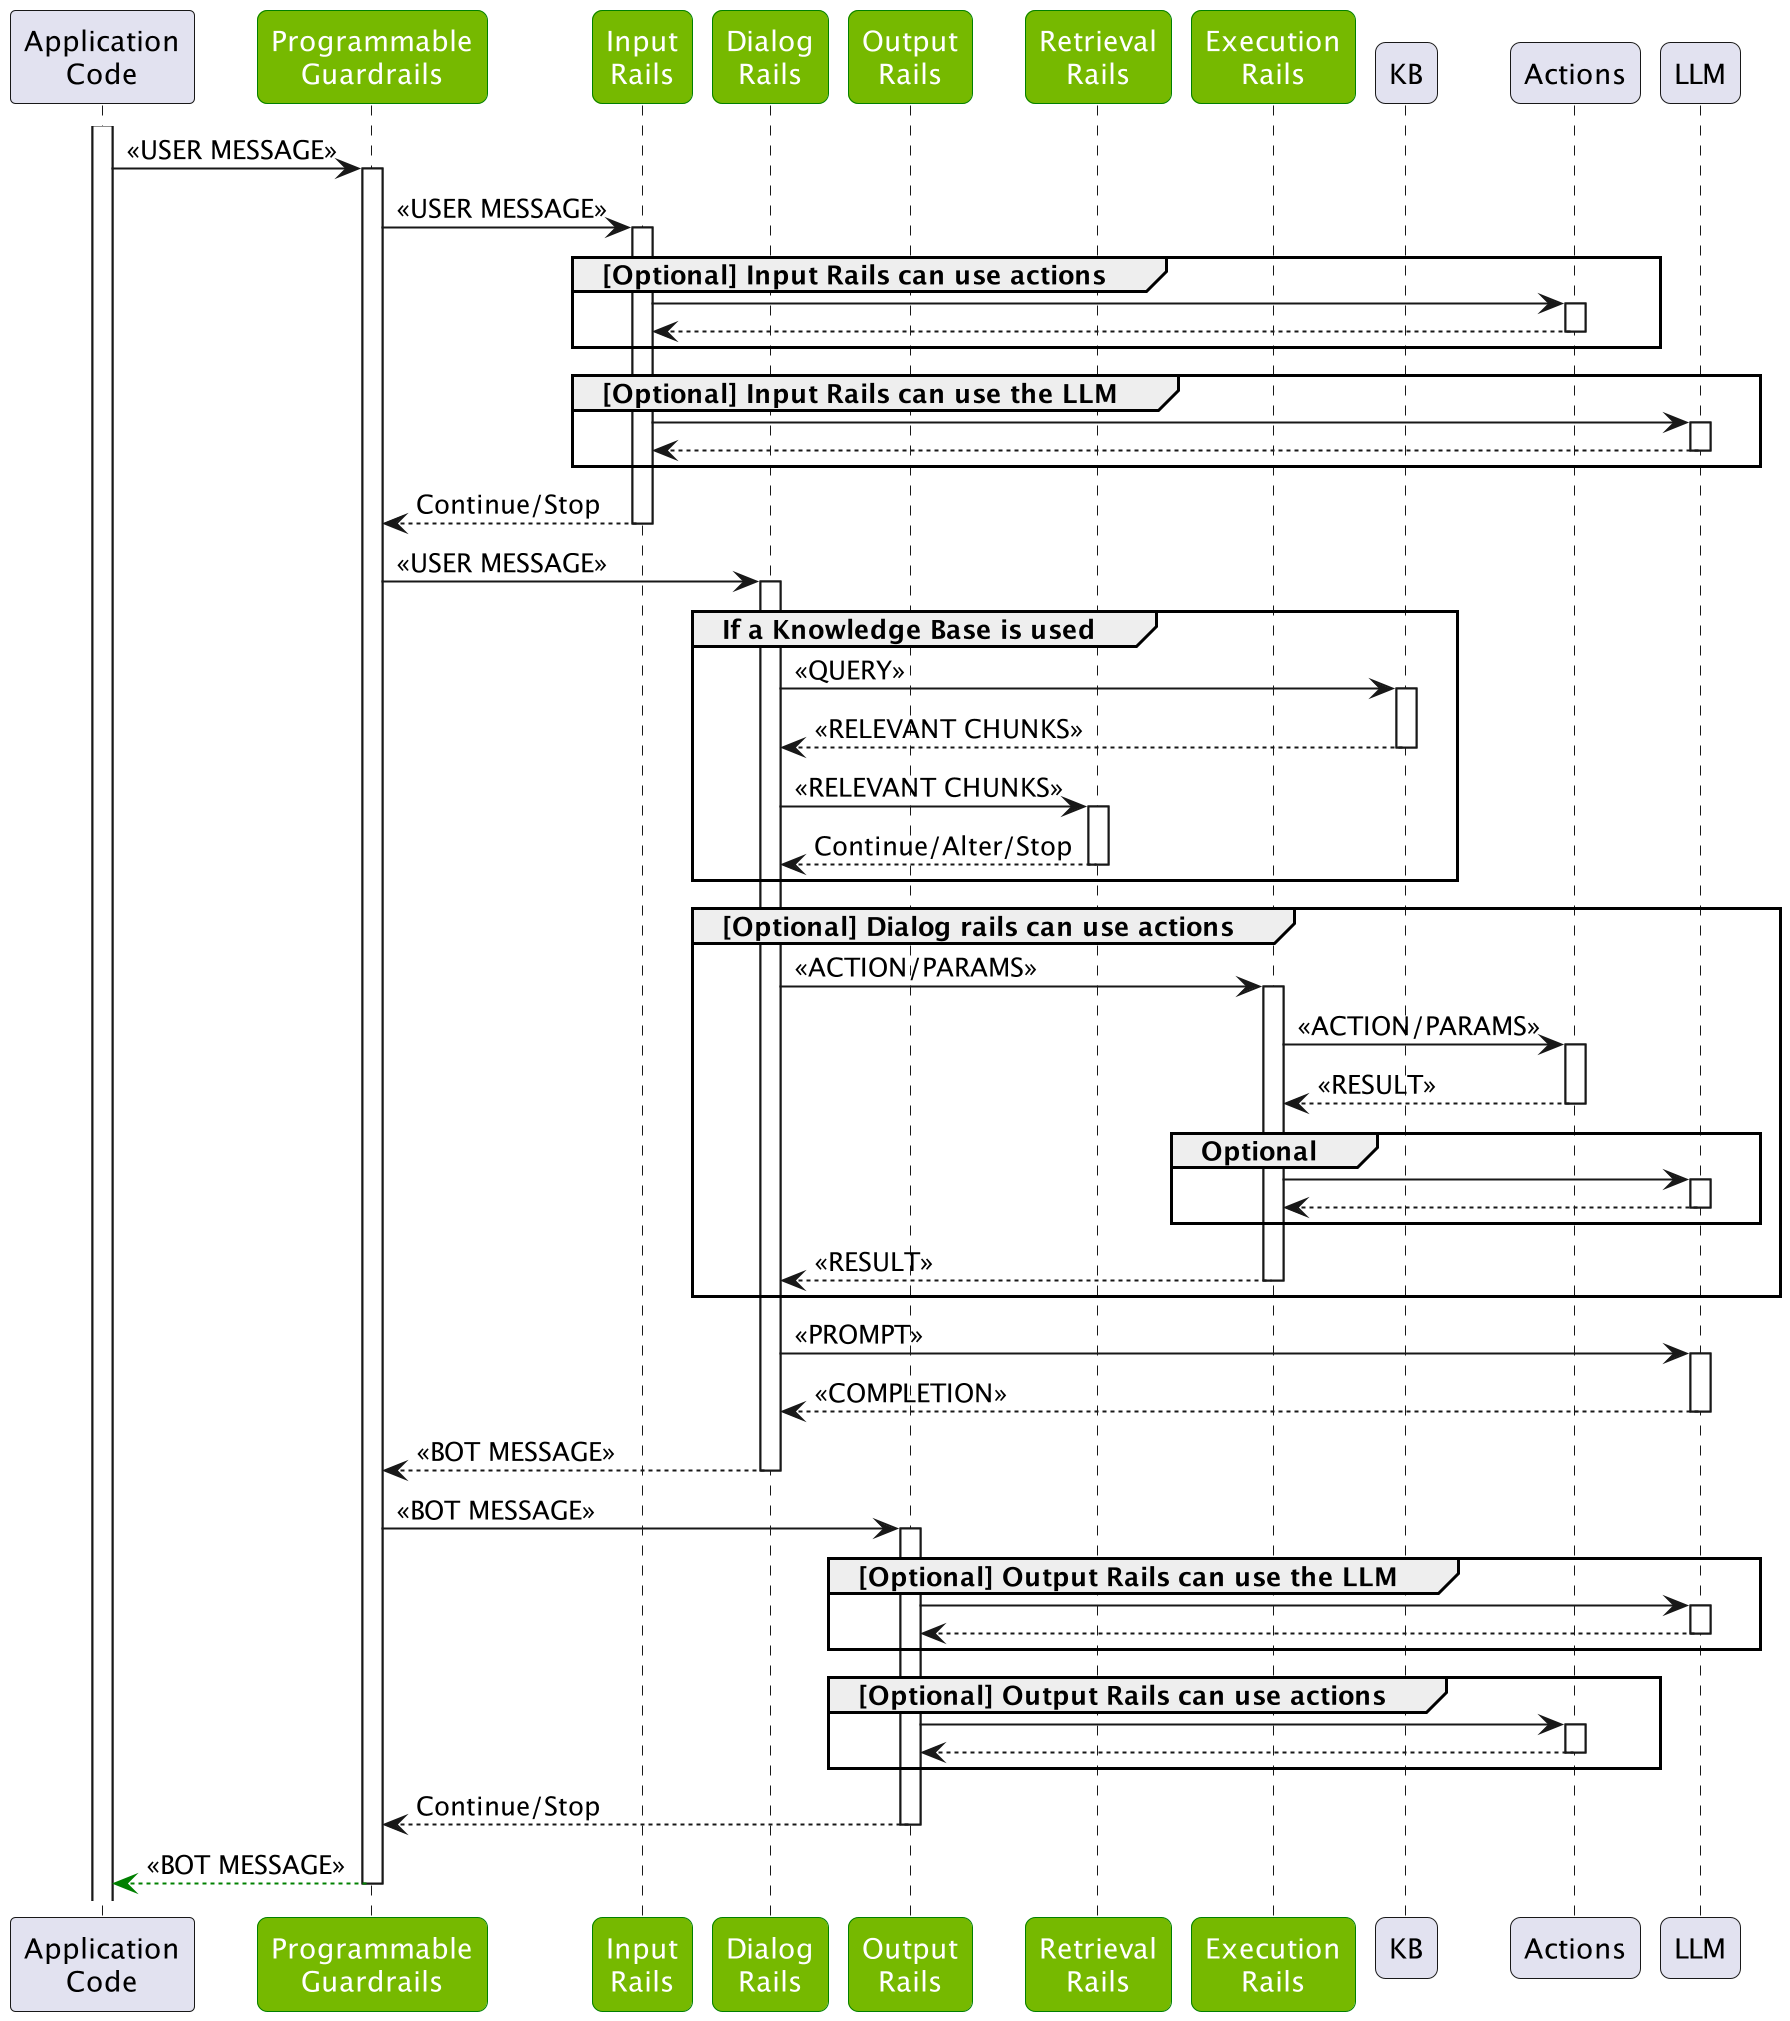 Application
Code
Programmable
Guardrails
Input
Rails
Dialog
Rails
Output
Rails
Retrieval
Rails
Execution
Rails
KB
Actions
LLM
«USER MESSAGE»
«USER MESSAGE»
[Optional] Input Rails can use actions
[Optional] Input Rails can use the LLM
Continue/Stop
«USER MESSAGE»
If a Knowledge Base is used
«QUERY»
«RELEVANT CHUNKS»
«RELEVANT CHUNKS»
Continue/Alter/Stop
[Optional] Dialog rails can use actions
«ACTION/PARAMS»
«ACTION/PARAMS»
«RESULT»
Optional
«RESULT»
«PROMPT»
«COMPLETION»
«BOT MESSAGE»
«BOT MESSAGE»
[Optional] Output Rails can use the LLM
[Optional] Output Rails can use actions
Continue/Stop
«BOT MESSAGE»
Application
Code
Programmable
Guardrails
Input
Rails
Dialog
Rails
Output
Rails
Retrieval
Rails
Execution
Rails
KB
Actions
LLM